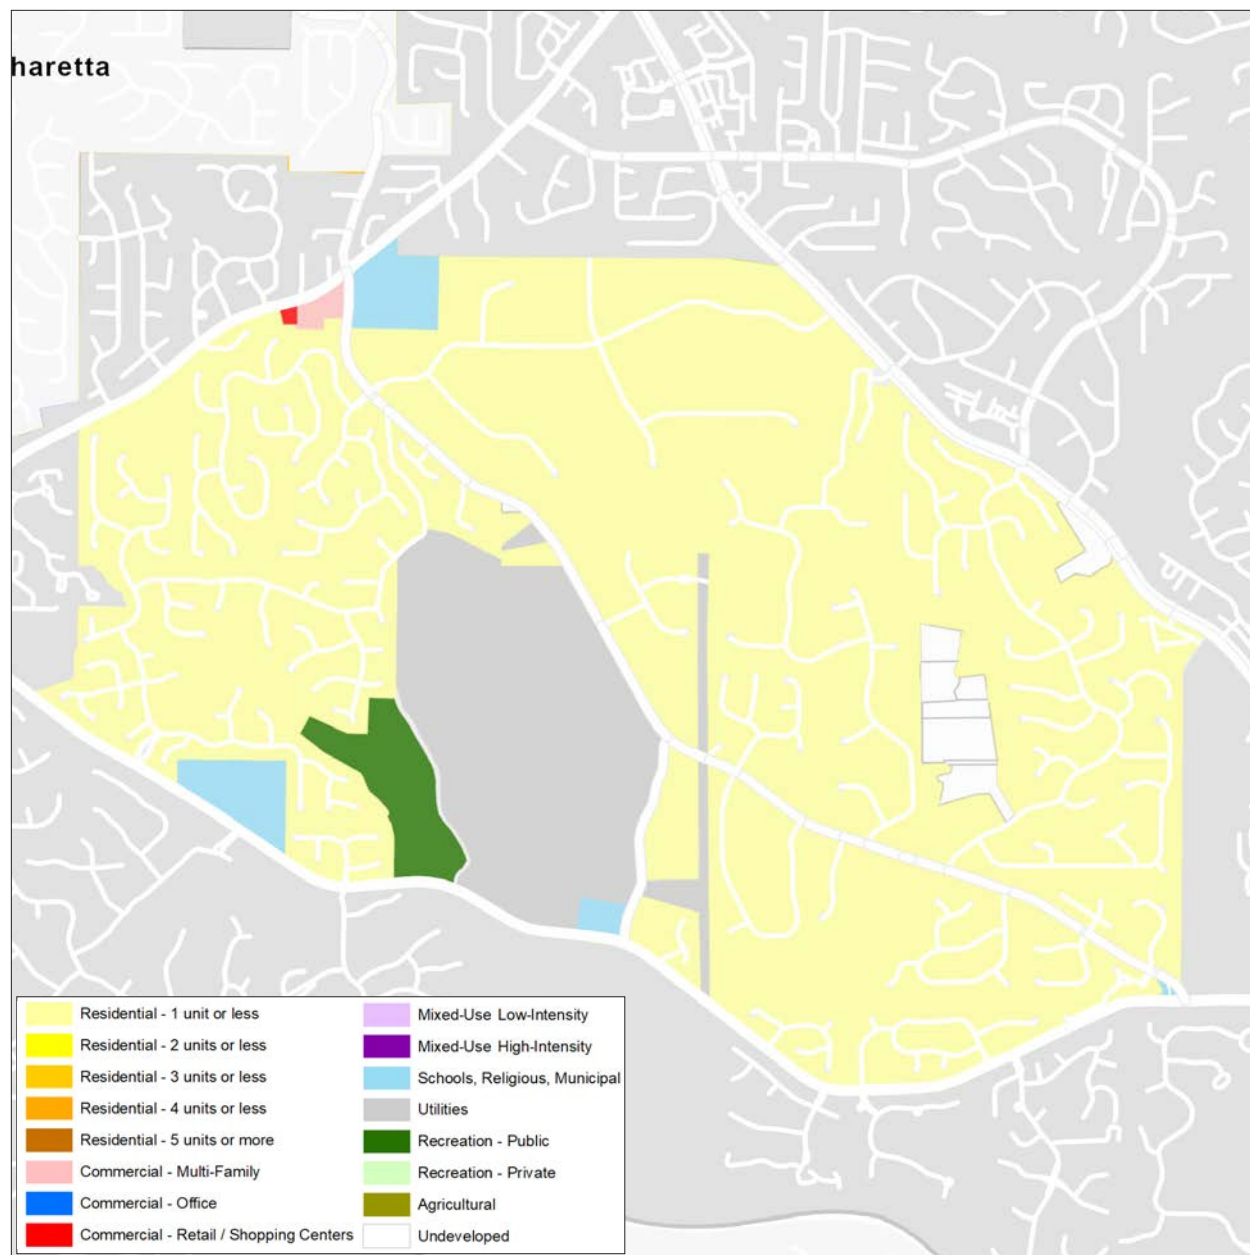 haretta
Residential - 1 unit or less
Residential - 2 units or less
Residential - 3 units or less
Residential - 4 units or less
Residential - 5 units or more
Commercial - Multi-Family
Commercial - Office
Commercial - Retail / Shopping Centers
Mixed-Use Low-Intensity
Mixed-Use High-Intensity
Schools, Religious, Municipal
Utilities
Recreation - Public
Recreation - Private
Agricultural
Undeveloped